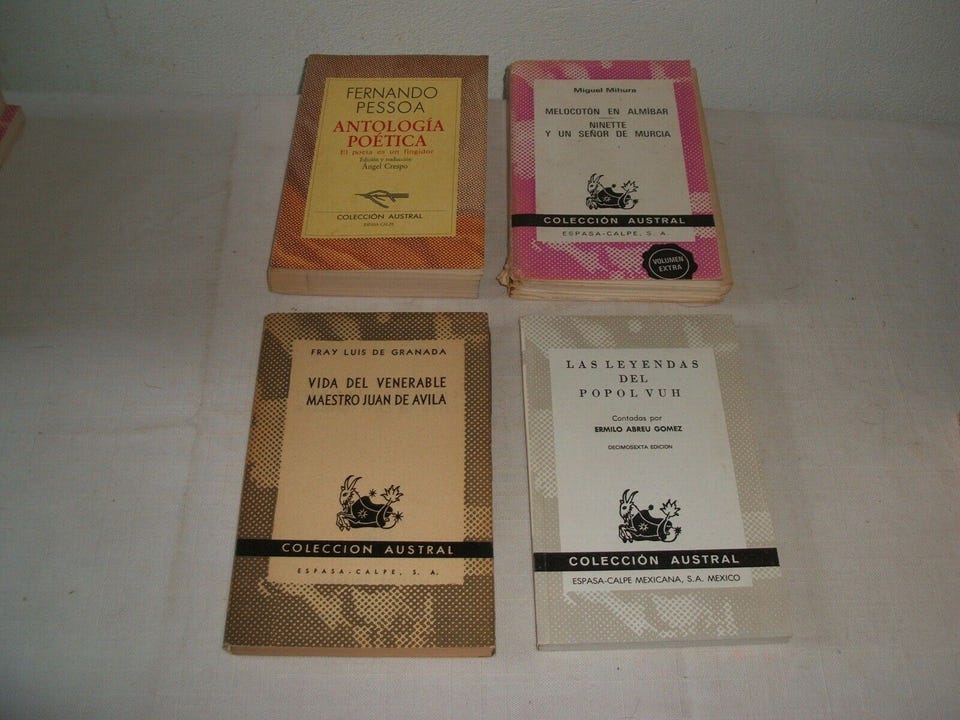 FERNANDO
PESSOA
ANTOLOGÍA
POÉTICA
El poeta es un fingidor
Edición y traducción
Ángel Crespo
COLECCIÓN AUSTRAL
ESPASA-CALPE
Miguel Mihura
MELOCOTÓN EN ALMÍBAR
NINETTE
Y UN SEÑOR DE MURCIA
COLECCIÓN AUSTRAL
ESPASA-CALPE, S. A.
VOLUMEN
EXTRA
FRAY LUIS DE GRANADA
VIDA DEL VENERABLE
MAESTRO JUAN DE AVILA
COLECCION AUSTRAL
ESPASA-CALPE, S. A.
LAS LEYENDAS
DEL
POPOL VUH
Contadas por
ERMILO ABREU GOMEZ
DECIMOSEXTA EDICION
COLECCIÓN AUSTRAL
ESPASA-CALPE MEXICANA, S.A. MEXICO